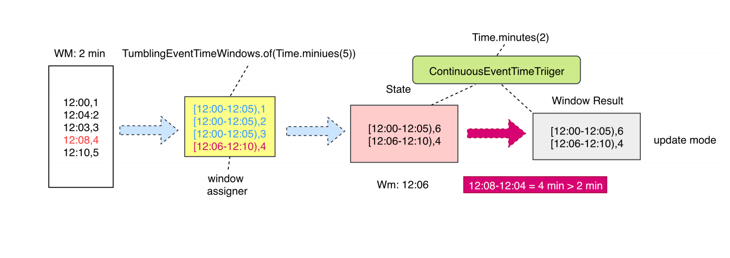 Time.minutes(2)
WM: 2 min
TumblingEventTimeWindows.of(Time.miniues(5))
ContinuousEventTimeTriiger
12:00,1
12:04:2
12:03,3
12:08,4
12:10,5
[12:00-12:05),1
[12:00-12:05),2
[12:00-12:05),3
[12:06-12:10),4
window
assigner
State
[12:00-12:05),6
[12:06-12:10),4
Wm: 12:06
12:08-12:04 = 4 min > 2 min
Window Result
[12:00-12:05),6
[12:06-12:10),4
update mode